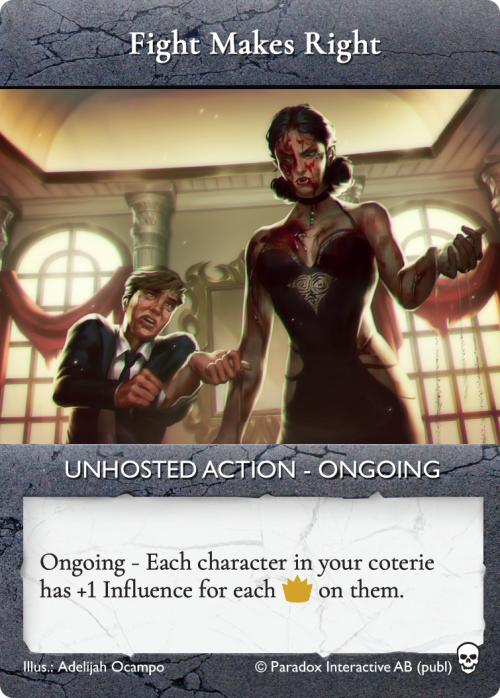 Fight Makes Right
UNHOSTED ACTION - ONGOING
Ongoing - Each character in your coterie
has +1 Influence for each on them.
Illus.: Adelijah Ocampo © Paradox Interactive AB (publ)